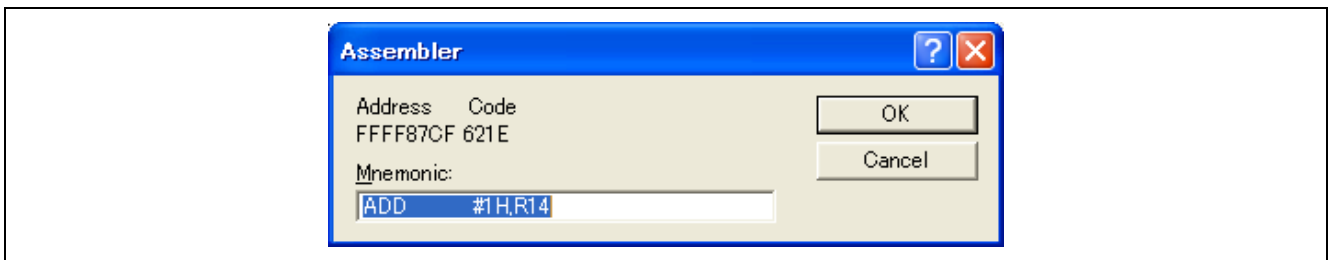 Assembler
Address Code
FFFF87CF 621E
Mnemonic:
ADD #1H,R14
OK
Cancel